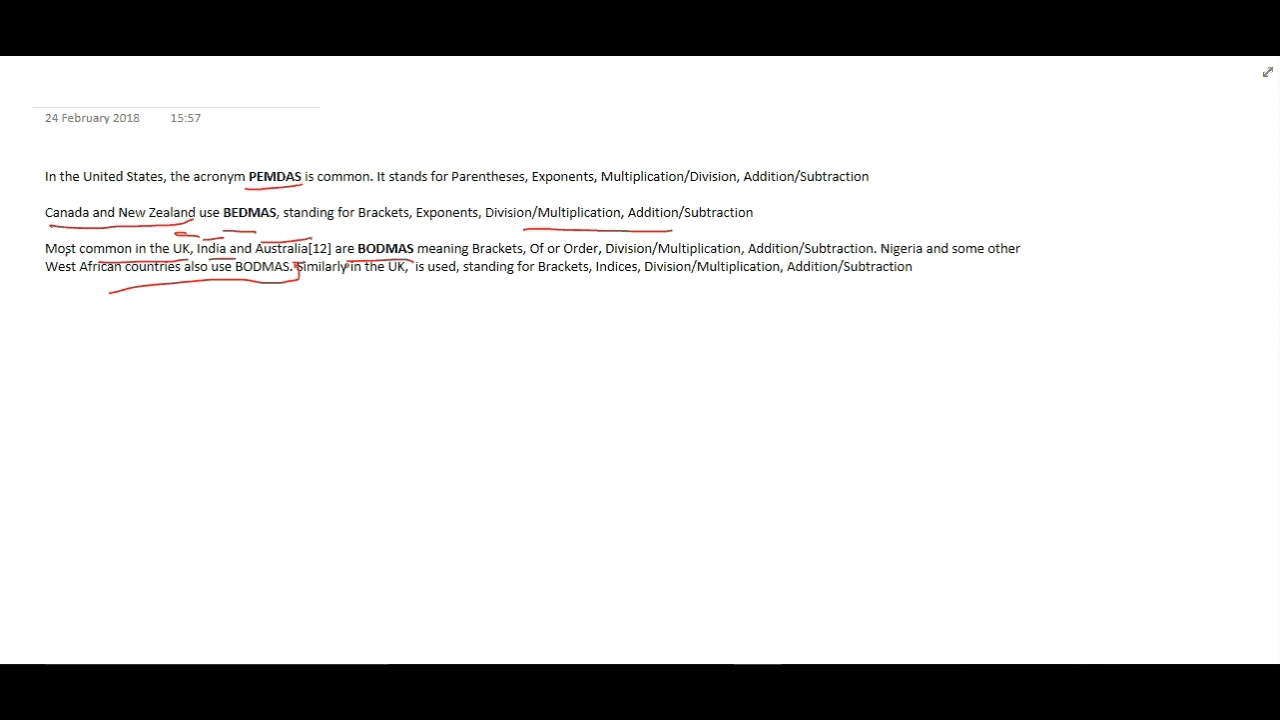 24 February 2018 15:57
In the United States, the acronym PEMDAS is common. It stands for Parentheses, Exponents, Multiplication/Division, Addition/Subtraction
Canada and New Zealand use BEDMAS, standing for Brackets, Exponents, Division/Multiplication, Addition/Subtraction
Most common in the UK, India and Australia[12] are BODMAS meaning Brackets, Of or Order, Division/Multiplication, Addition/Subtraction. Nigeria and some other
West African countries also use BODMAS. Similarly in the UK, is used, standing for Brackets, Indices, Division/Multiplication, Addition/Subtraction